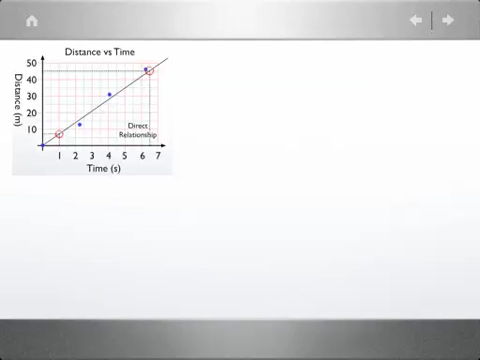 Distance vs Time
50
40
30
20
10
Distance (m)
Direct
Relationship
1 2 3 4 5 6 7
Time (s)